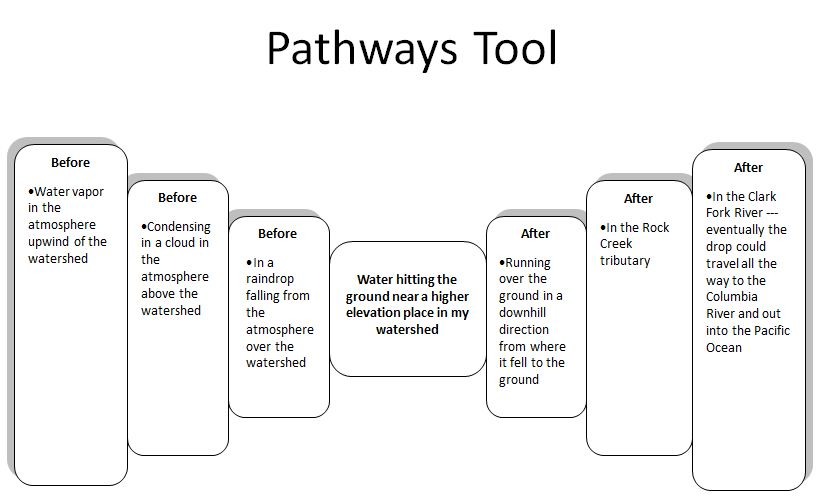 Pathways Tool
Before
•Water vapor
in the
atmosphere
upwind of the
watershed
Before
•Condensing
in a cloud in
the
atmosphere
above the
watershed
Before
•In a
raindrop
falling from
the
atmosphere
over the
watershed
Water hitting the
ground near a higher
elevation place in my
watershed
After
•Running
over the
ground in a
downhill
direction
from where
it fell to the
ground
After
•In the Rock
Creek
tributary
After
•In the Clark
Fork River ---
eventually the
drop could
travel all the
way to the
Columbia
River and out
into the Pacific
Ocean